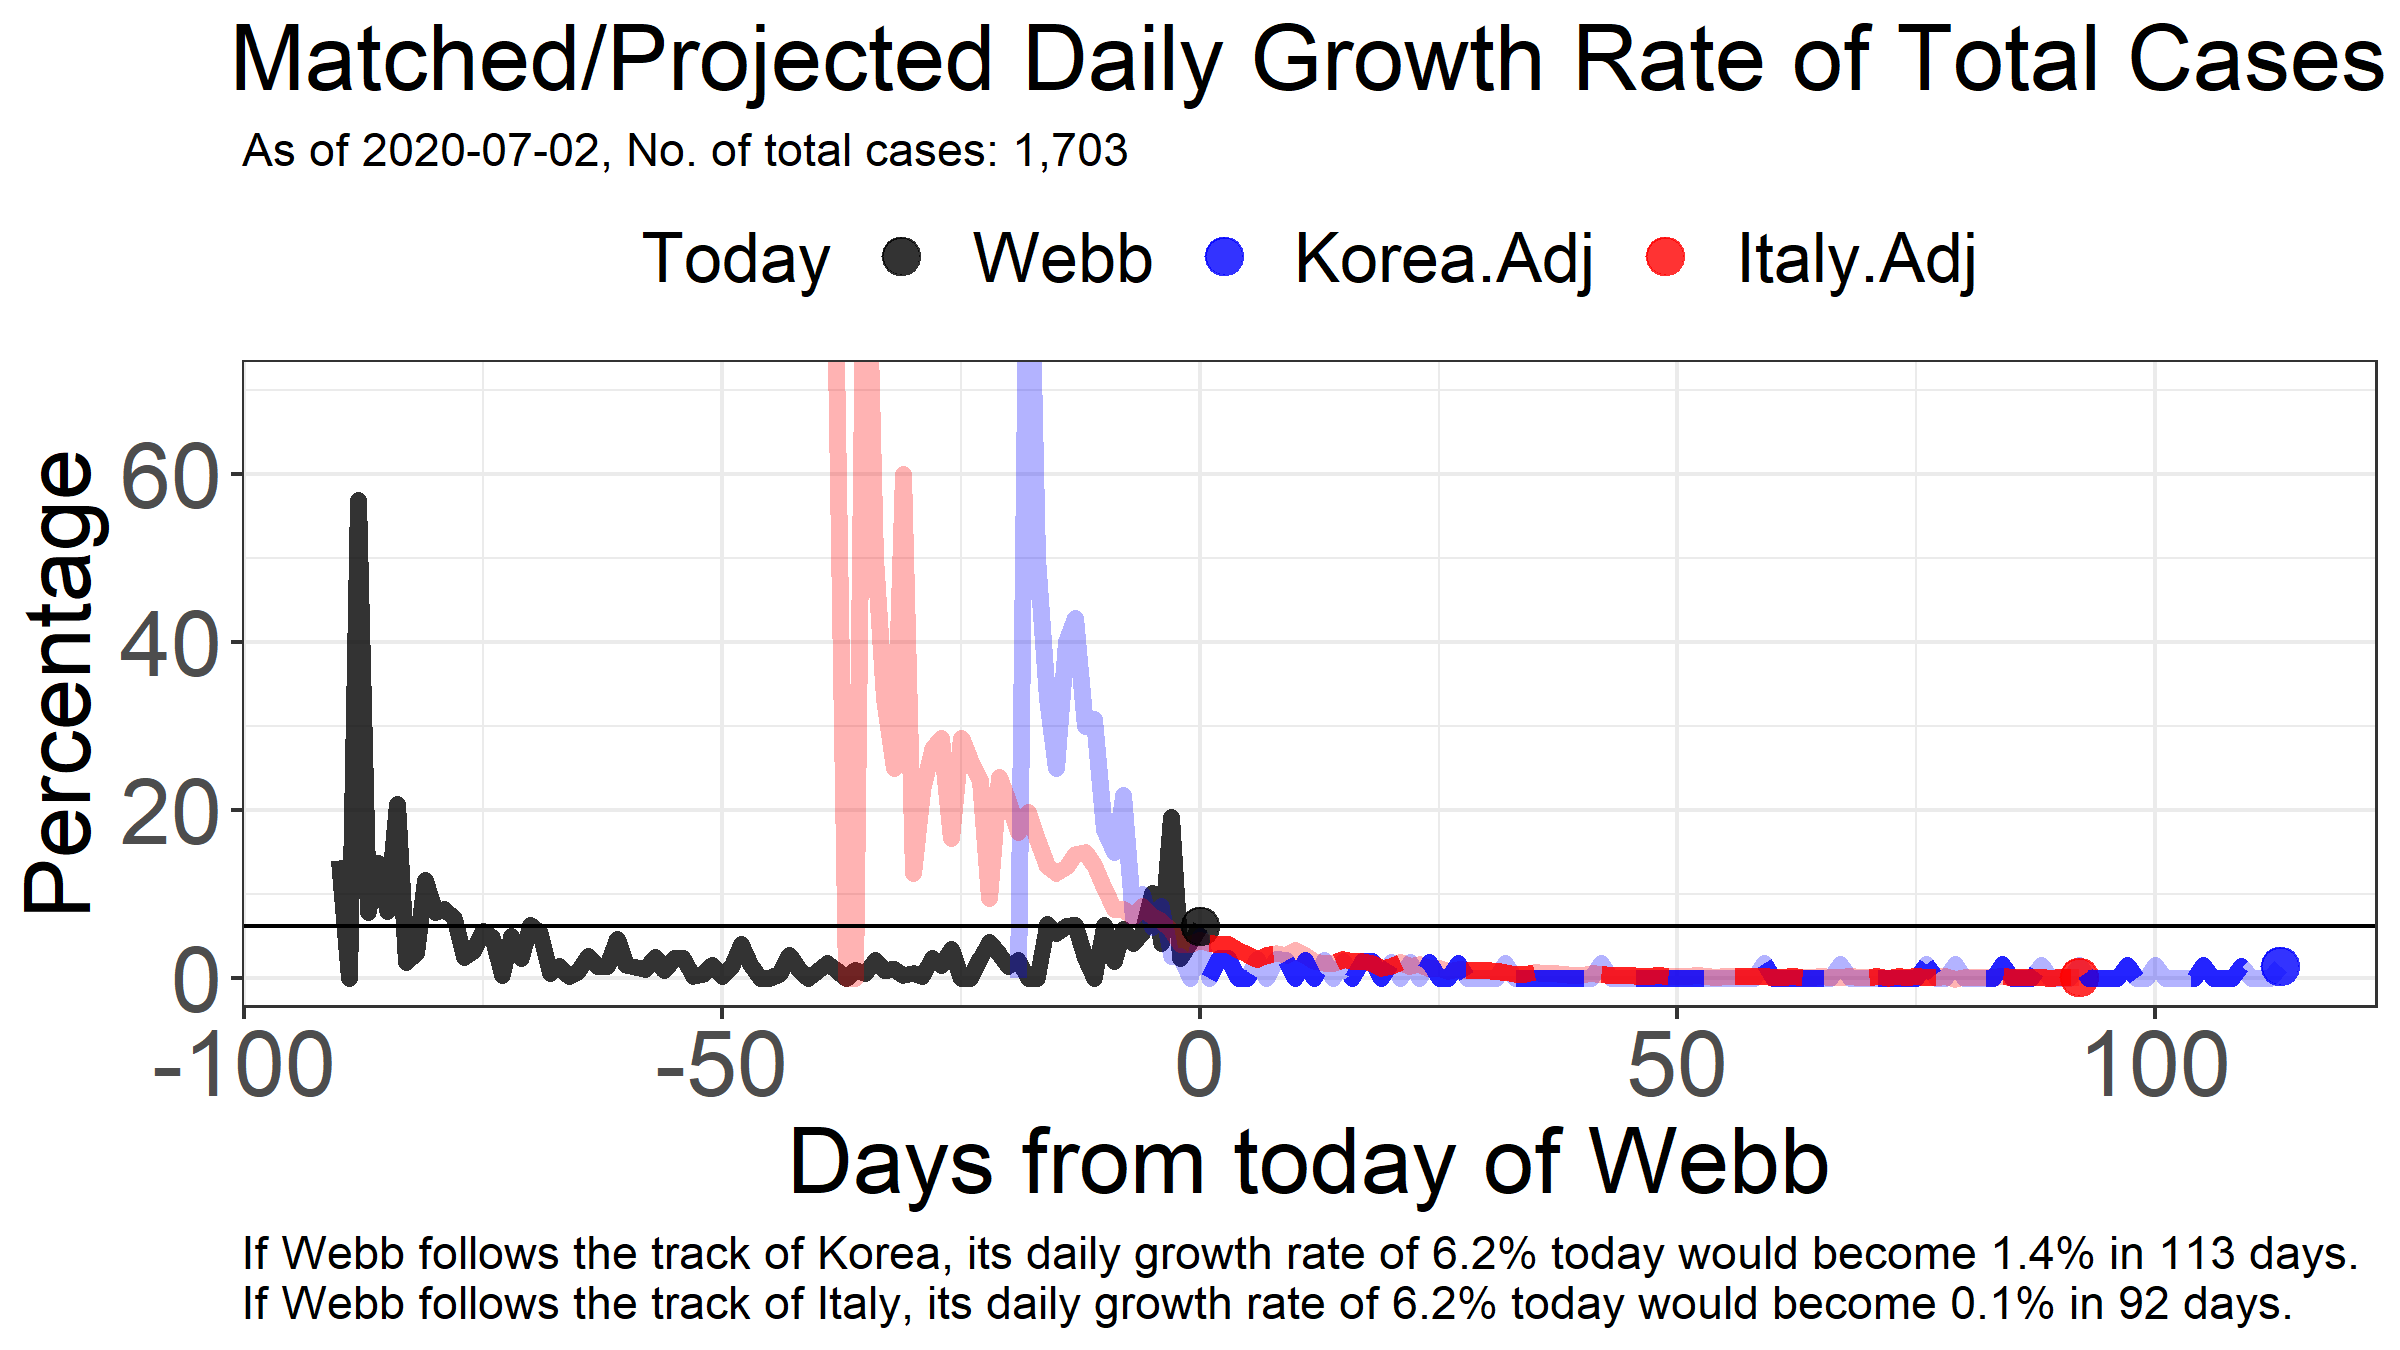 Matched/Projected Daily Growth Rate of Total Cases
As of 2020-07-02, No. of total cases: 1,703
Today Webb Korea.Adj Italy.Adj
Percentage
60
40
20
0
-100 -50 0 50 100
Days from today of Webb
If Webb follows the track of Korea, its daily growth rate of 6.2% today would become 1.4% in 113 days.
If Webb follows the track of Italy, its daily growth rate of 6.2% today would become 0.1% in 92 days.